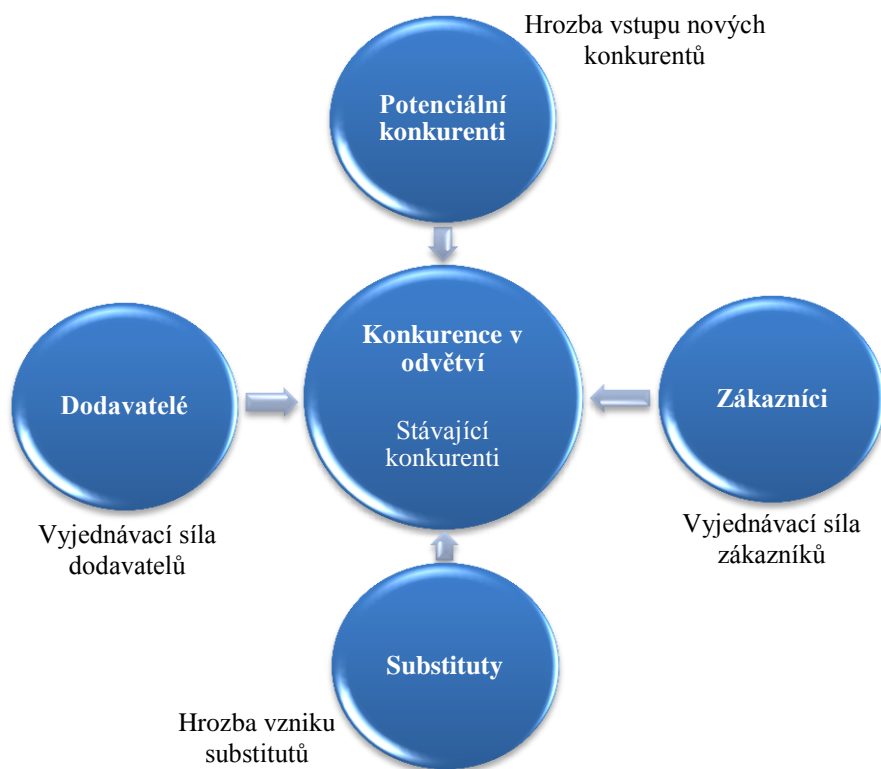 Hrozba vstupu nových
konkurentů
Potenciální
konkurenti
Konkurence v
odvětví
Stávající
konkurenti
Dodavatelé
Zákazníci
Vyjednávací síla
dodavatelů
Vyjednávací síla
zákazníků
Substituty
Hrozba vzniku
substitutů